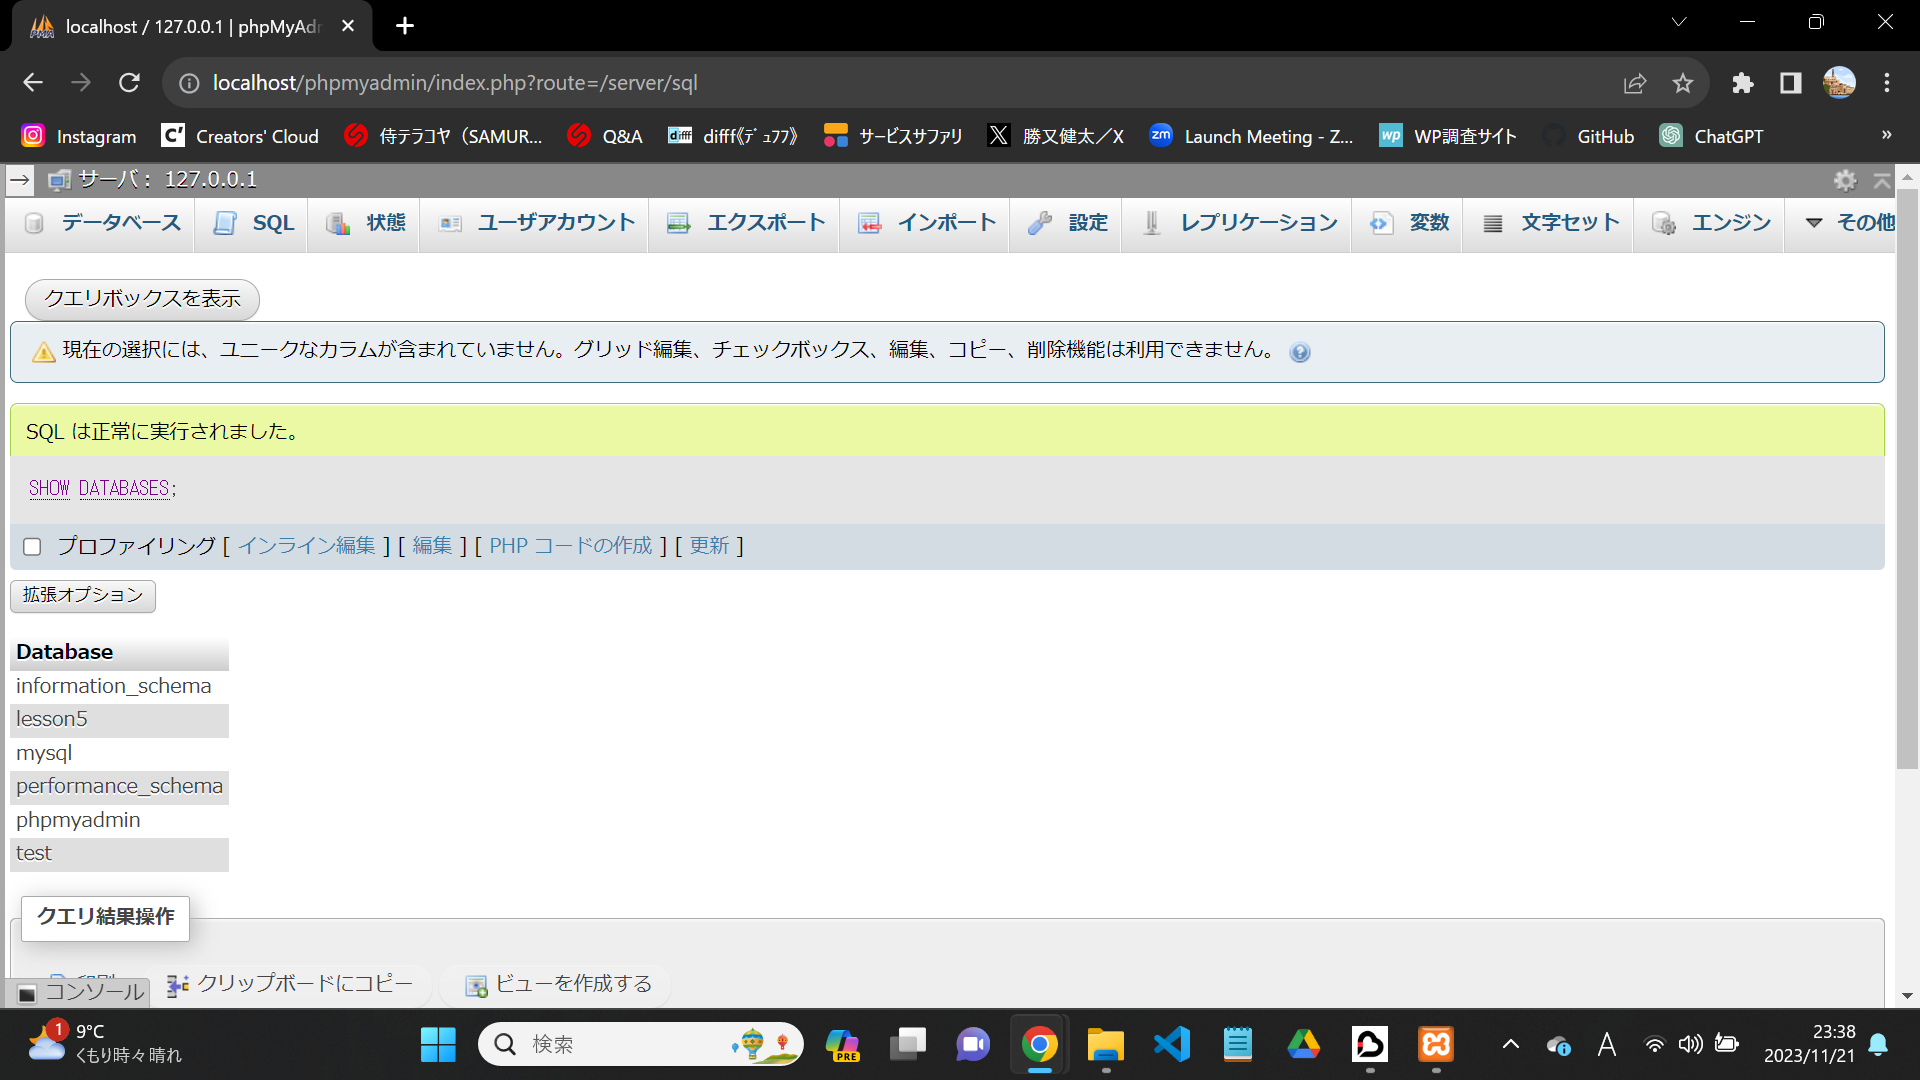 localhost / 127.0.0.1 | phpMyAd
localhost/phpmyadmin/index.php?route=/server/sql
Instagram
Creators' Cloud
侍テラコヤ（SAMUR...
Q&A
difff《ﾃﾞｭﾌﾌ》
サービスサファリ
勝又健太／X
Launch Meeting - Z...
WP調査サイト
GitHub
ChatGPT
»
サーバ： 127.0.0.1
データベース
SQL
状態
ユーザアカウント
エクスポート
インポート
設定
レプリケーション
変数
文字セット
エンジン
その他
クエリボックスを表示
現在の選択には、ユニークなカラムが含まれていません。グリッド編集、チェックボックス、編集、コピー、削除機能は利用できません。
SQL は正常に実行されました。
SHOW DATABASES;
プロファイリング [ インライン編集 ] [ 編集 ] [ PHP コードの作成 ] [ 更新 ]
拡張オプション
Database
information_schema
lesson5
mysql
performance_schema
phpmyadmin
test
クエリ結果操作
クリップボードにコピー
ビューを作成する
コンソール
1
9°C
くもり時々晴れ
検索
PRE
A
23:38
2023/11/21